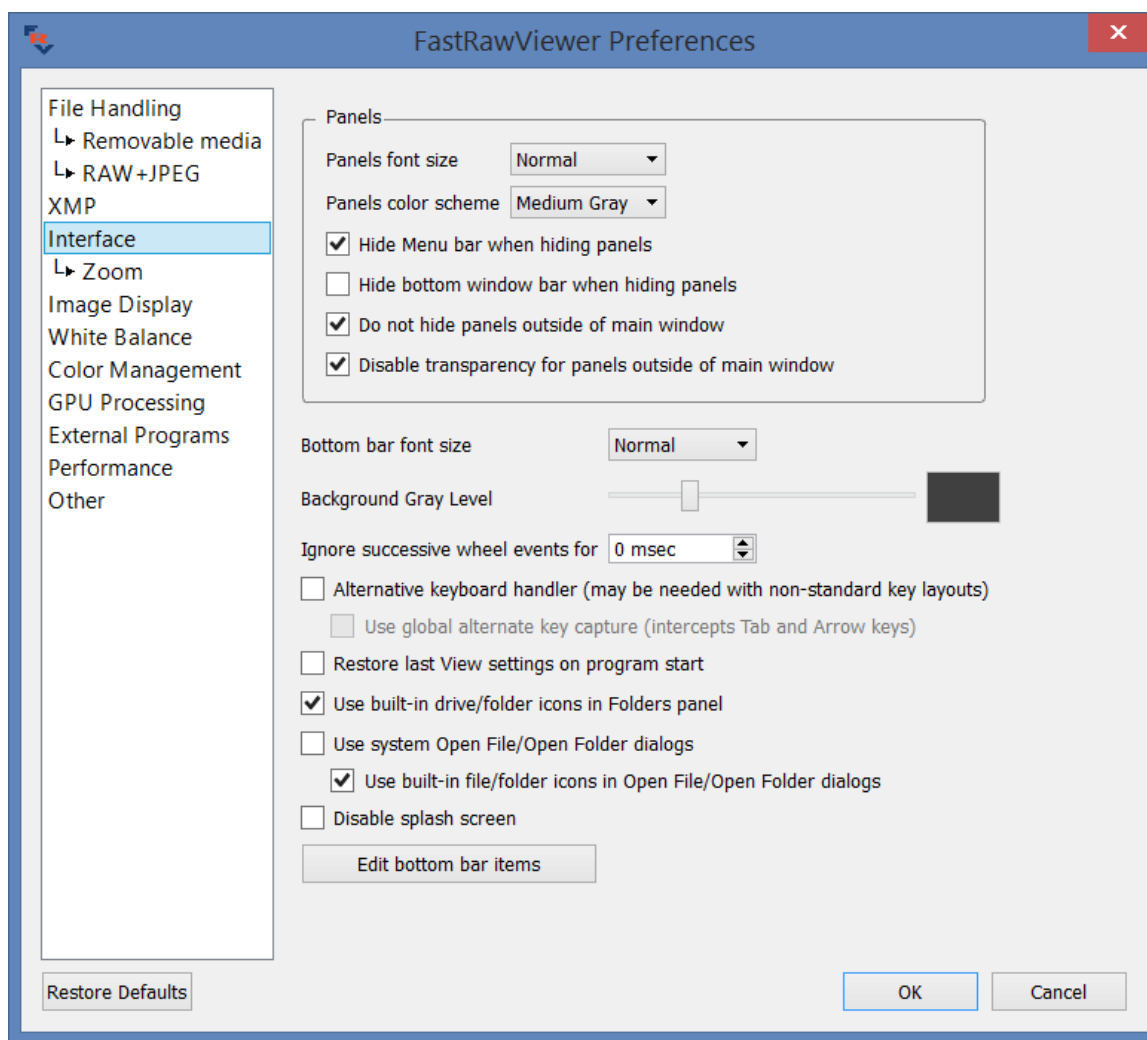 FastRawViewer Preferences
File Handling
Removable media
RAW+JPEG
XMP
Interface
Zoom
Image Display
White Balance
Color Management
GPU Processing
External Programs
Performance
Other
Panels
Panels font size Normal
Panels color scheme Medium Gray
Hide Menu bar when hiding panels
Hide bottom window bar when hiding panels
Do not hide panels outside of main window
Disable transparency for panels outside of main window
Bottom bar font size Normal
Background Gray Level
Ignore successive wheel events for 0 msec
Alternative keyboard handler (may be needed with non-standard key layouts)
Use global alternate key capture (intercepts Tab and Arrow keys)
Restore last View settings on program start
Use built-in drive/folder icons in Folders panel
Use system Open File/Open Folder dialogs
Use built-in file/folder icons in Open File/Open Folder dialogs
Disable splash screen
Edit bottom bar items
Restore Defaults OK Cancel